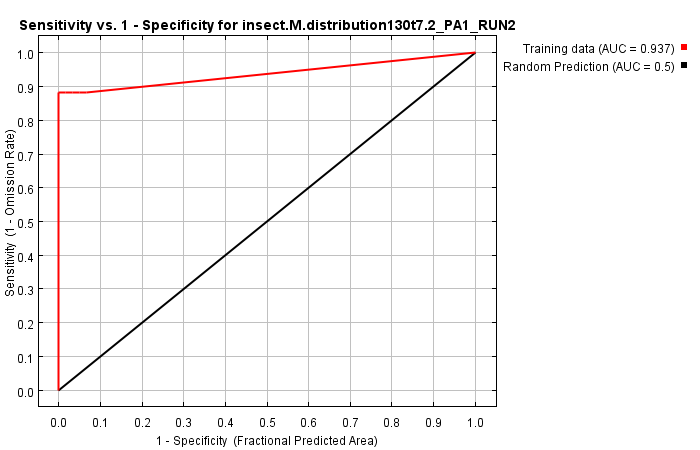 Sensitivity vs. 1 - Specificity for insect.M.distribution130t7.2_PA1_RUN2
Training data (AUC = 0.937)
Random Prediction (AUC = 0.5)
Sensitivity (1 - Omission Rate)
1.0
0.9
0.8
0.7
0.6
0.5
0.4
0.3
0.2
0.1
0.0
0.0 0.1 0.2 0.3 0.4 0.5 0.6 0.7 0.8 0.9 1.0
1 - Specificity (Fractional Predicted Area)